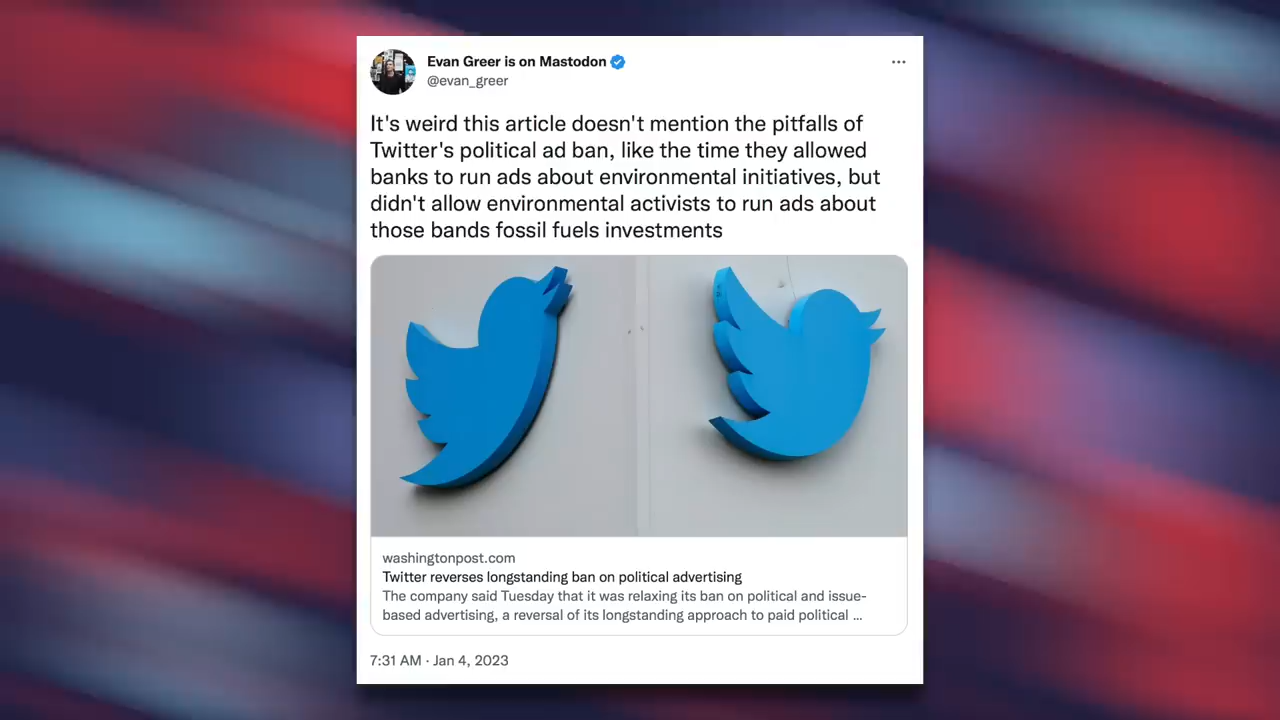 Evan Greer is on Mastodon
@evan_greer
It's weird this article doesn't mention the pitfalls of
Twitter's political ad ban, like the time they allowed
banks to run ads about environmental initiatives, but
didn't allow environmental activists to run ads about
those bands fossil fuels investments
washingtonpost.com
Twitter reverses longstanding ban on political advertising
The company said Tuesday that it was relaxing its ban on political and issue-
based advertising, a reversal of its longstanding approach to paid political ...
7:31 AM · Jan 4, 2023